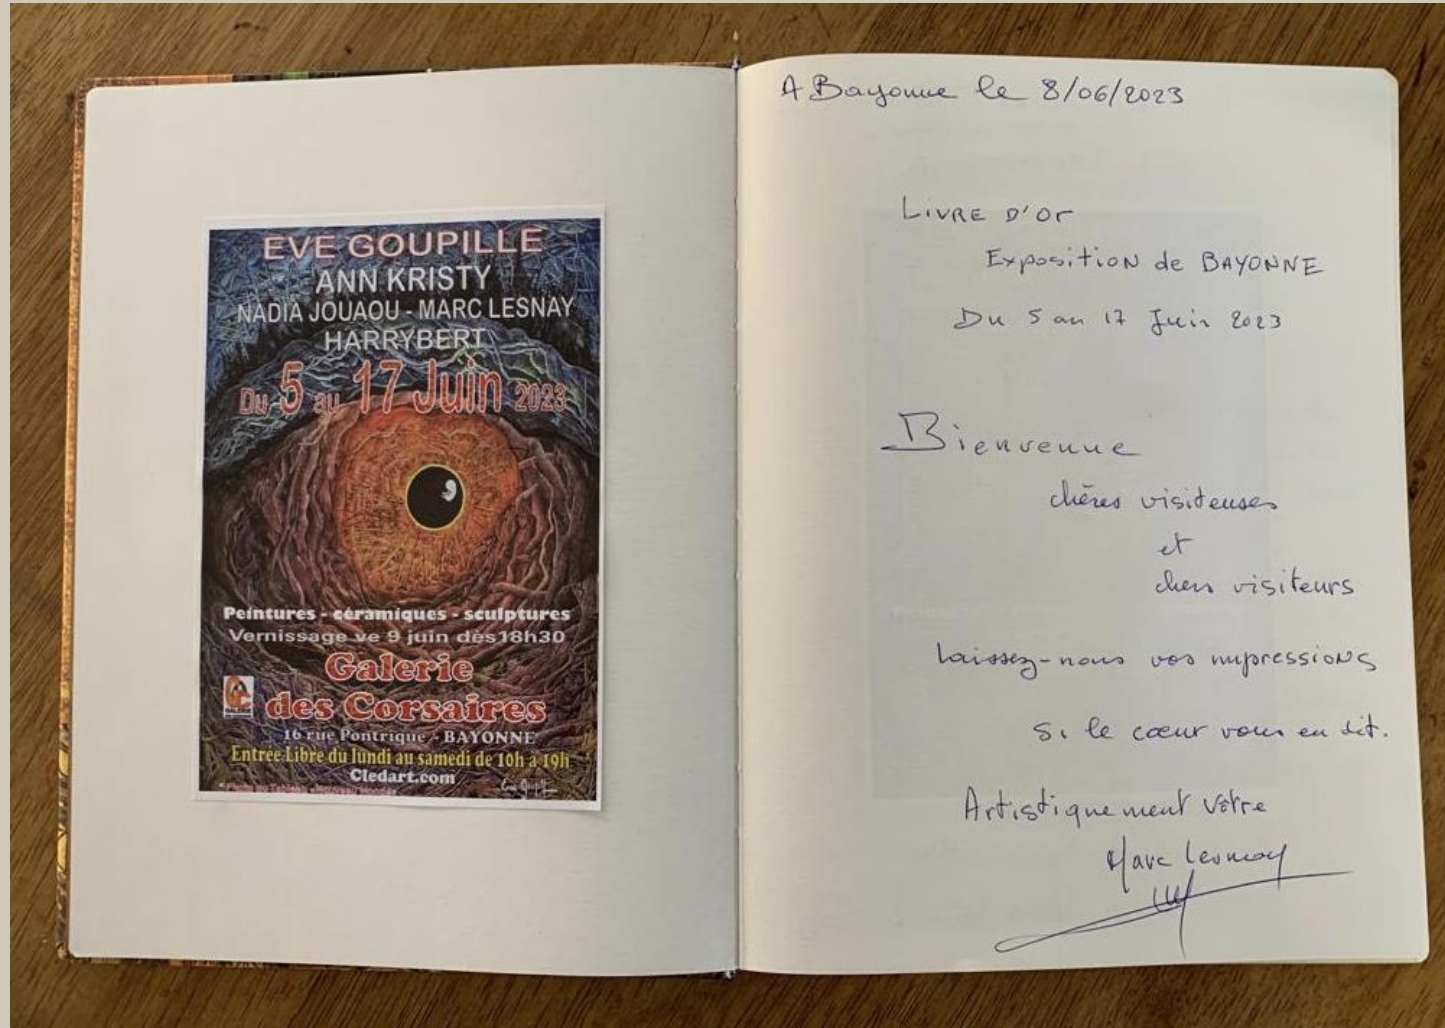 EVE GOUPILLE
ANN KRISTY
NADIA JOUAOU - MARC LESNAY
HARRYBERT
Du 5 au 17 Juin 2023
Peintures - céramiques - sculptures
Vernissage ve 9 juin dès 18h30
Galerie
des Corsaires
16 rue Pontrique - BAYONNE
Entrée Libre du lundi au samedi de 10h à 19h
Cledart.com
A Bayonne le 8/06/2023
LIVRE D'Or
Exposition de BAYONNE
Du 5 au 17 Juin 2023
Bienvenue
chères visiteuses
et
chers visiteurs
Laissez-nous vos impressions
Si le cœur vous en dit.
Artistiquement Vôtre
Marc Lesnay